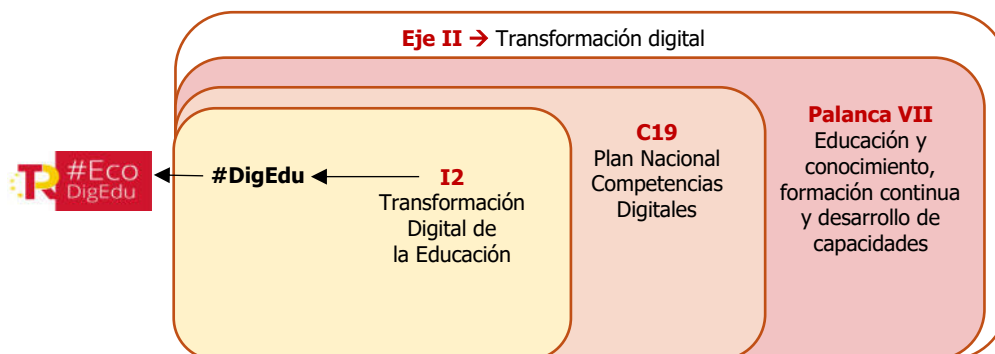 Eje II → Transformación digital
Palanca VII
Educación y
conocimiento,
formación continua
y desarrollo de
capacidades
C19
Plan Nacional
Competencias
Digitales
I2
Transformación
Digital de
la Educación
#DigEdu
TR #Eco
DigEdu